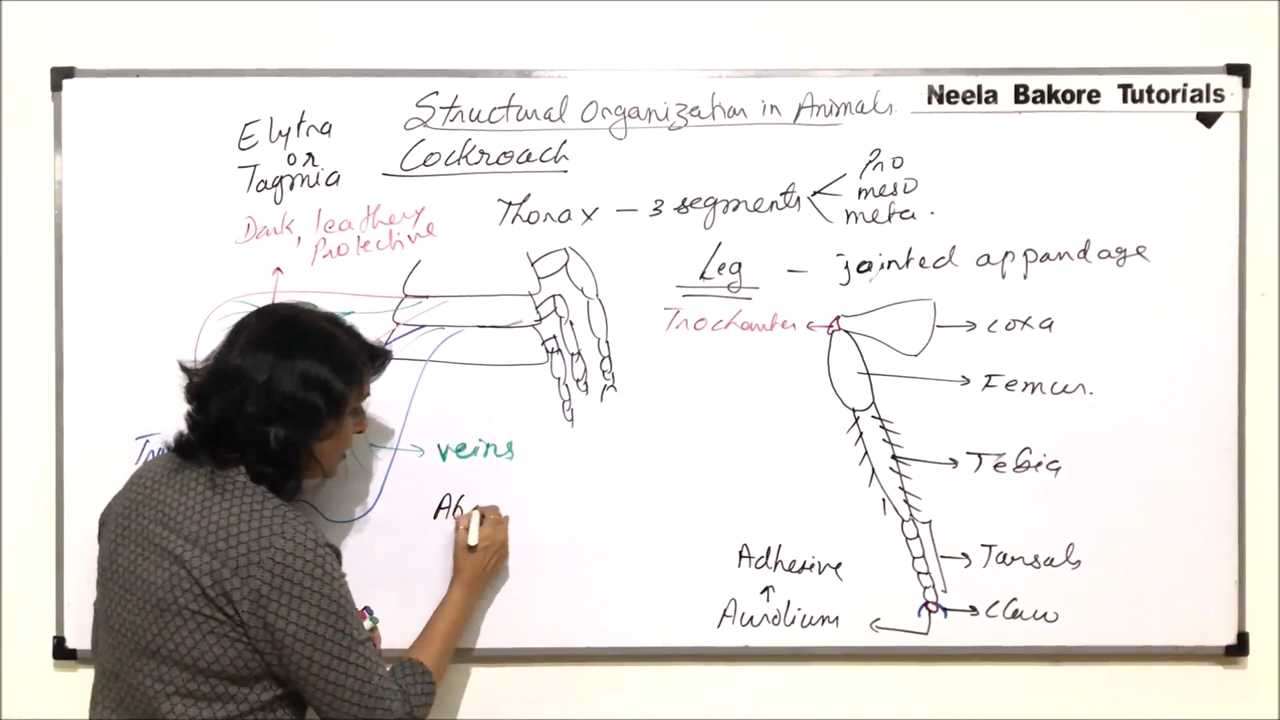 Neela Bakore Tutorials
Structural Organization in Animals
Cockroach
Elytra
or
Tagmia
Dark, leathery
Protective
Thorax – 3 segments
Pro
meso
meta.
Leg – jointed appandage
Trochanter
coxa
Femur.
Tebia
veins
Tarsals
Adhesive
Aurolium
Claw